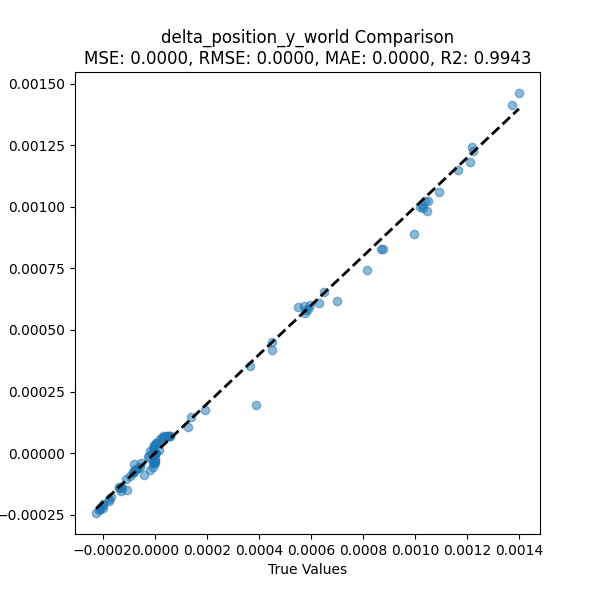 delta_position_y_world Comparison
MSE: 0.0000, RMSE: 0.0000, MAE: 0.0000, R2: 0.9943
0.00150
0.00125
0.00100
0.00075
0.00050
0.00025
0.00000
−0.00025
−0.0002 0.0000 0.0002 0.0004 0.0006 0.0008 0.0010 0.0012 0.0014
True Values